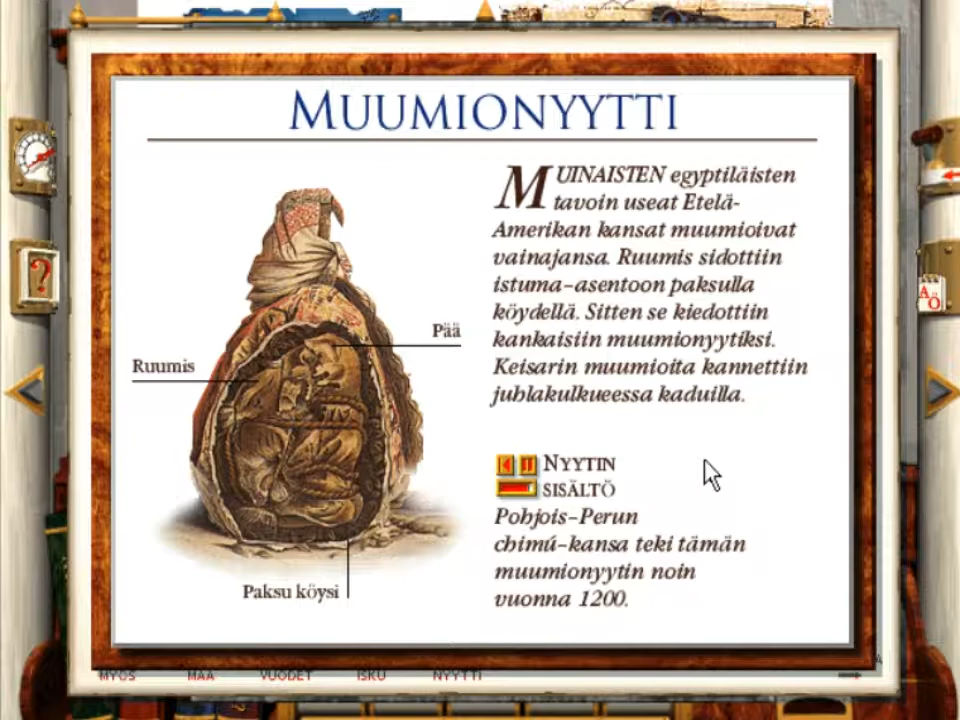 MUUMIONYYTTI
MUINAISTEN egyptiläisten
tavoin useat Etelä-
Amerikan kansat muumioivat
vainajansa. Ruumis sidottiin
istuma-asentoon paksulla
köydellä. Sitten se kiedottiin
kankaisiin muumionyytiksi.
Keisarin muumioita kannettiin
juhlakulkueessa kaduilla.
Pää
Ruumis
Paksu köysi
NYYTIN
SISÄLTÖ
Pohjois-Perun
chimú-kansa teki tämän
muumionyytin noin
vuonna 1200.
?
A Ö
MYÖS MAA VUODET ISKU NYYTTI